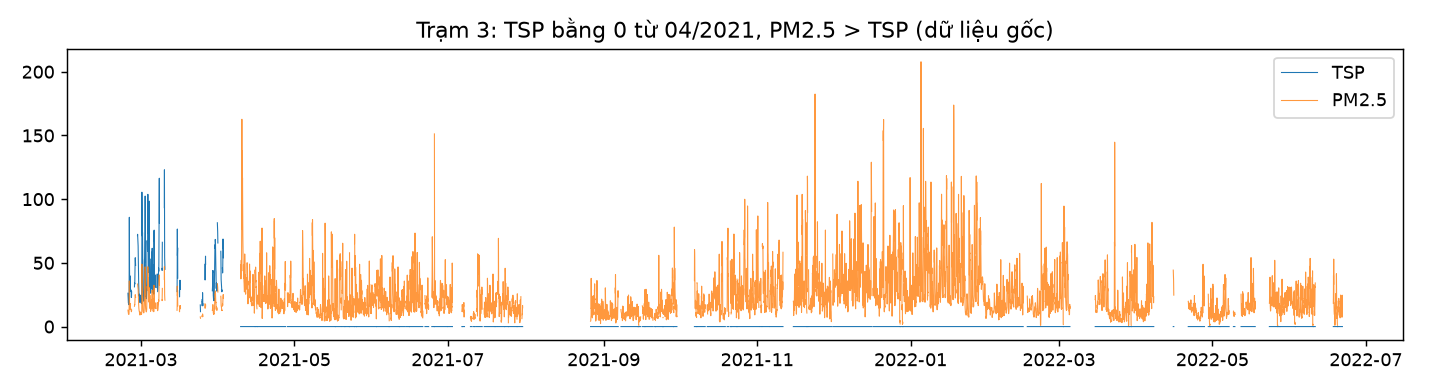 Trạm 3: TSP bằng 0 từ 04/2021, PM2.5 > TSP (dữ liệu gốc)
TSP
PM2.5
200
150
100
50
0
2021-03 2021-05 2021-07 2021-09 2021-11 2022-01 2022-03 2022-05 2022-07